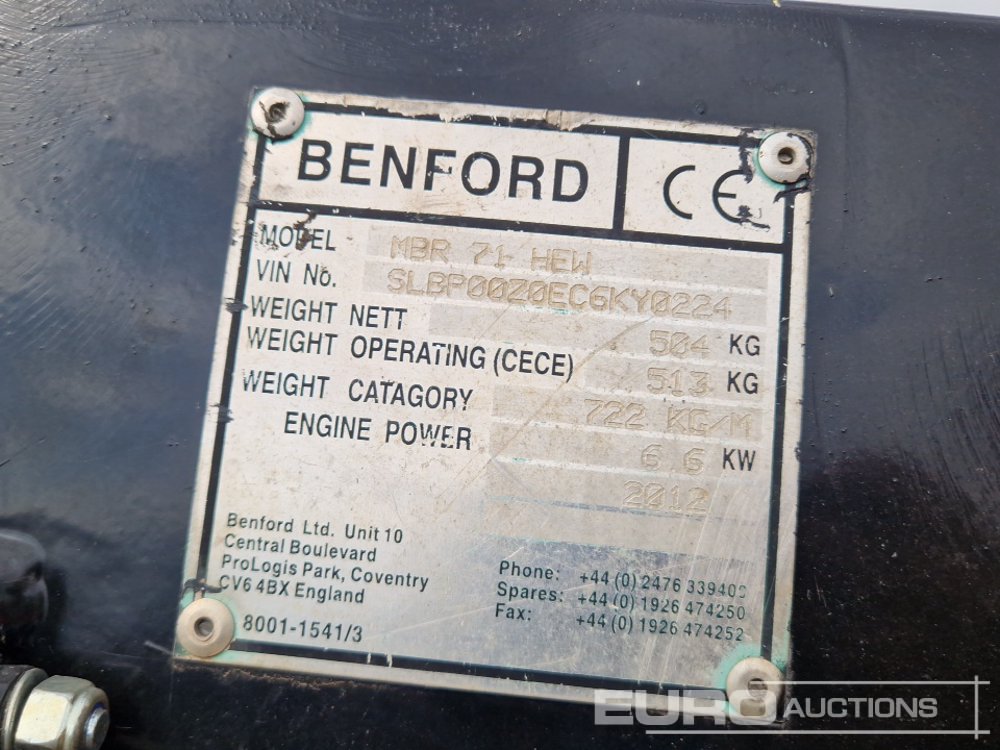 BENFORD CE
MODEL MBR 71 HEW
VIN No. SLBP00Z0EC6KY0224
WEIGHT NETT 504 KG
WEIGHT OPERATING (CECE) 513 KG
WEIGHT CATAGORY 722 KG/M
ENGINE POWER 6.6 KW
2012
Benford Ltd. Unit 10
Central Boulevard
ProLogis Park, Coventry
CV6 4BX England
8001-1541/3
Phone: +44 (0) 2476 339400
Spares: +44 (0) 1926 474250
Fax: +44 (0) 1926 474252
EURO AUCTIONS